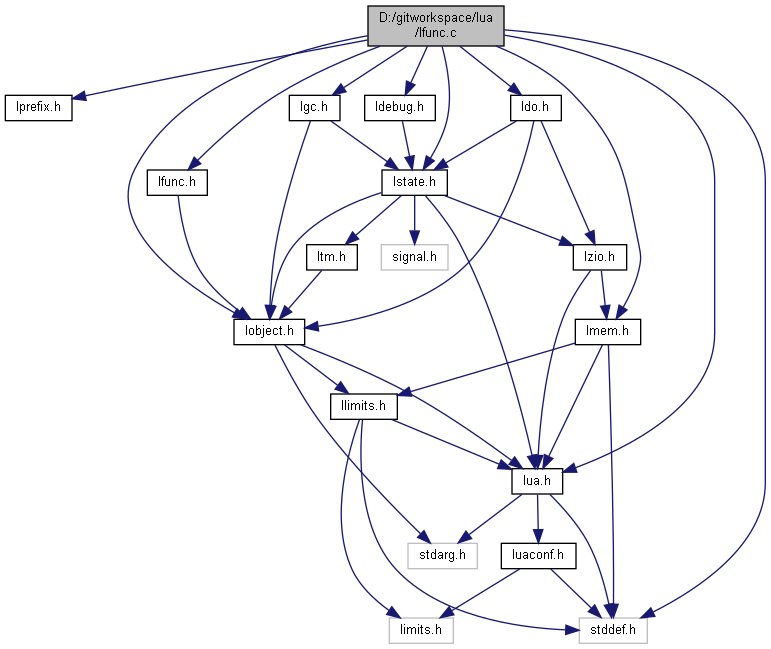 D:/gitworkspace/lua
/lfunc.c
lprefix.h
lgc.h
ldebug.h
ldo.h
lfunc.h
lstate.h
ltm.h
signal.h
lzio.h
lobject.h
lmem.h
llimits.h
lua.h
stdarg.h
luaconf.h
limits.h
stddef.h